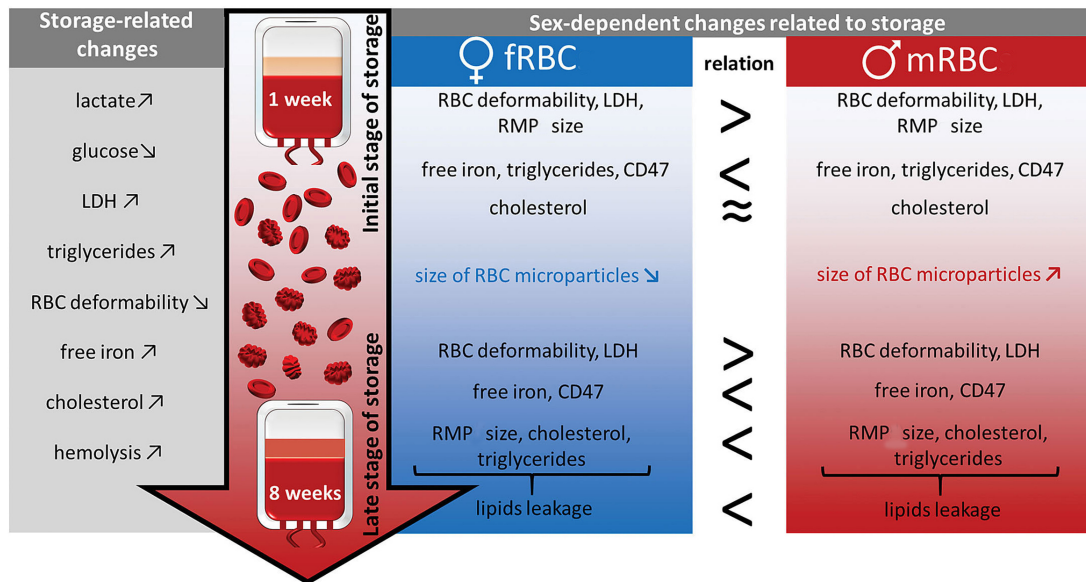 Storage-related
changes
lactate ↗
glucose ↘
LDH ↗
triglycerides ↗
RBC deformability ↘
free iron ↗
cholesterol ↗
hemolysis ↗
1 week
8 weeks
Initial stage of storage
Late stage of storage
Sex-dependent changes related to storage
♀ fRBC
relation
♂ mRBC
RBC deformability, LDH,
RMP size
>
RBC deformability, LDH,
RMP size
free iron, triglycerides, CD47
<
free iron, triglycerides, CD47
cholesterol
≈
cholesterol
size of RBC microparticles ↘
size of RBC microparticles ↗
RBC deformability, LDH
>
RBC deformability, LDH
free iron, CD47
<
free iron, CD47
RMP size, cholesterol,
triglycerides
<
RMP size, cholesterol,
triglycerides
lipids leakage
<
lipids leakage